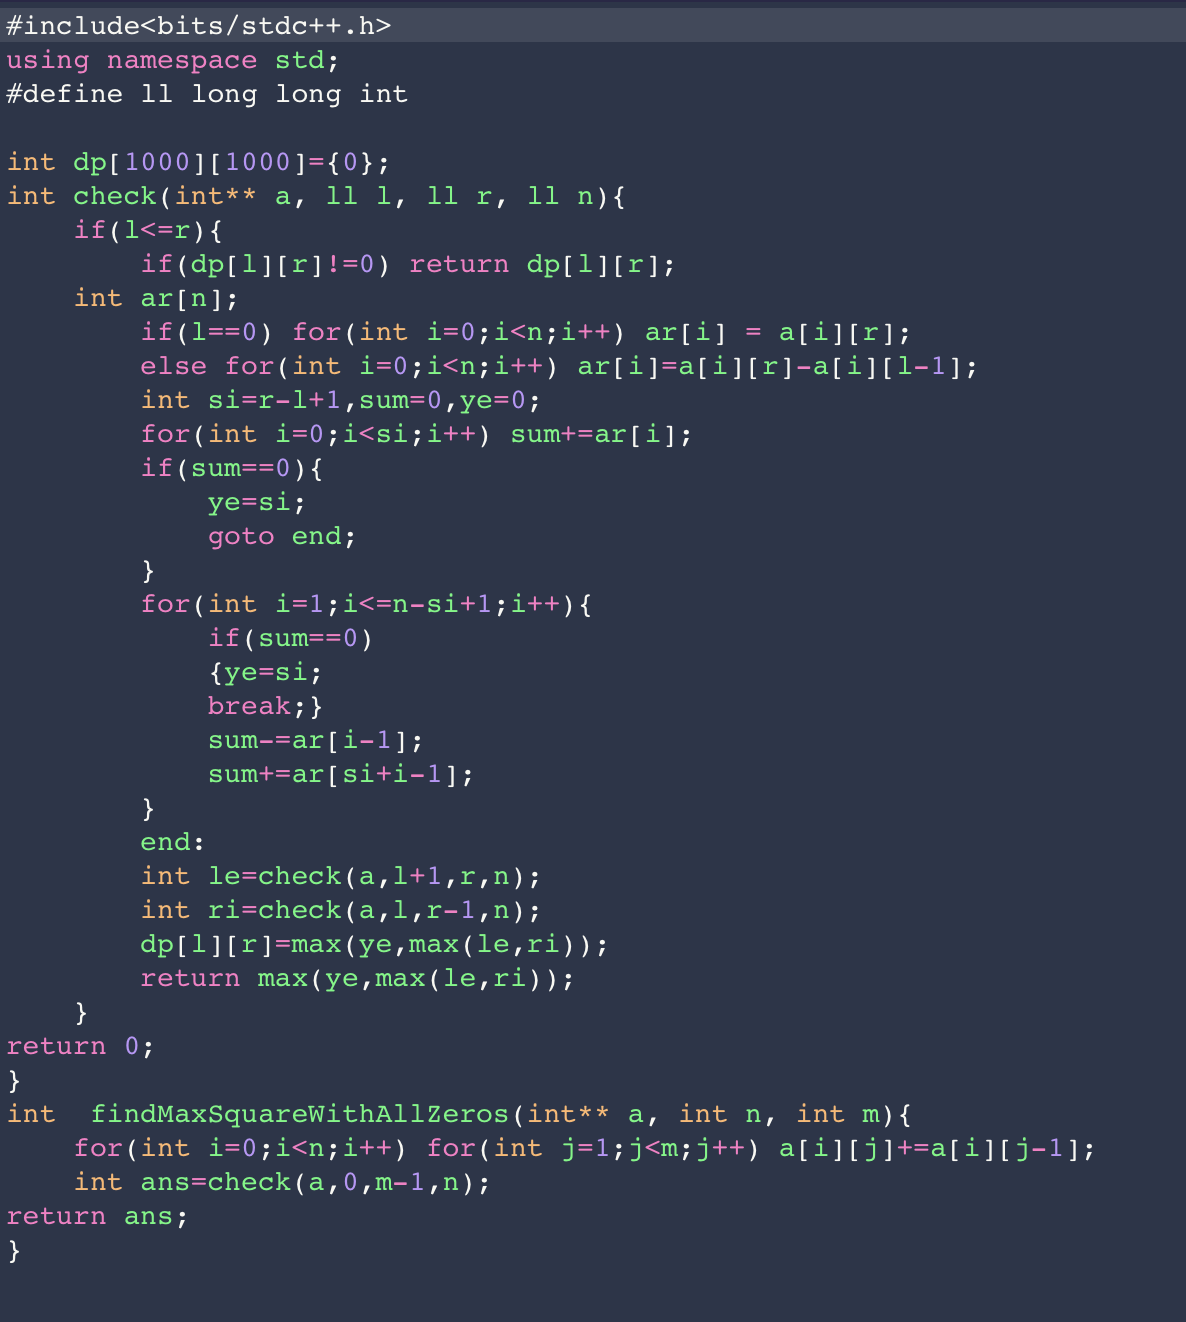 #include<bits/stdc++.h>
using namespace std;
#define ll long long int

int dp[1000][1000]={0};
int check(int** a, ll l, ll r, ll n){
    if(l<=r){
        if(dp[l][r]!=0) return dp[l][r];
    int ar[n];
        if(l==0) for(int i=0;i<n;i++) ar[i] = a[i][r];
        else for(int i=0;i<n;i++) ar[i]=a[i][r]-a[i][l-1];
        int si=r-l+1,sum=0,ye=0;
        for(int i=0;i<si;i++) sum+=ar[i];
        if(sum==0){
            ye=si;
            goto end;
        }
        for(int i=1;i<=n-si+1;i++){
            if(sum==0)
            {ye=si;
            break;}
            sum-=ar[i-1];
            sum+=ar[si+i-1];
        }
        end:
        int le=check(a,l+1,r,n);
        int ri=check(a,l,r-1,n);
        dp[l][r]=max(ye,max(le,ri));
        return max(ye,max(le,ri));
    }
return 0;
}
int  findMaxSquareWithAllZeros(int** a, int n, int m){
    for(int i=0;i<n;i++) for(int j=1;j<m;j++) a[i][j]+=a[i][j-1];
    int ans=check(a,0,m-1,n);
return ans;
}